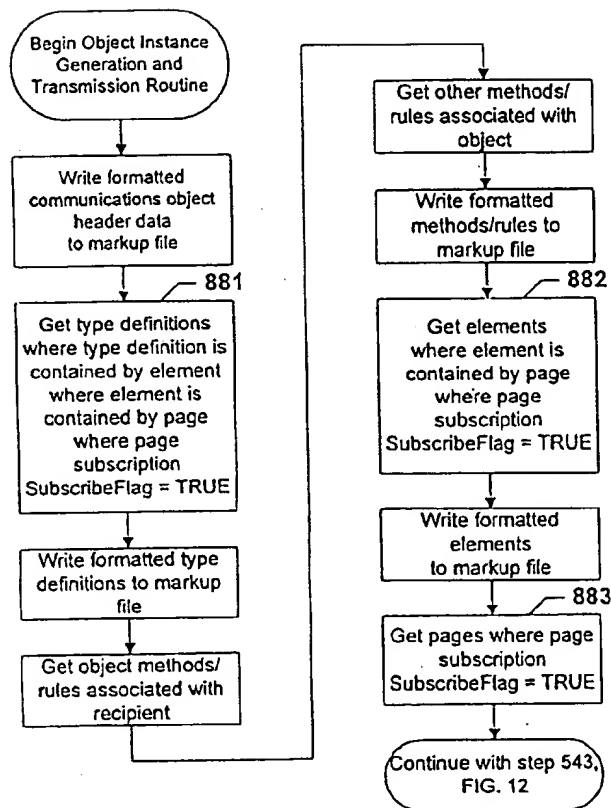 Begin Object Instance
Generation and
Transmission Routine
Write formatted
communications object
header data
to markup file
881
Get type definitions
where type definition is
contained by element
where element is
contained by page
where page
subscription
SubscribeFlag = TRUE
Write formatted type
definitions to markup
file
Get object methods/
rules associated with
recipient
Get other methods/
rules associated with
object
Write formatted
methods/rules to
markup file
882
Get elements
where element is
contained by page
where page
subscription
SubscribeFlag = TRUE
Write formatted
elements
to markup file
883
Get pages where page
subscription
SubscribeFlag = TRUE
Continue with step 543,
FIG. 12